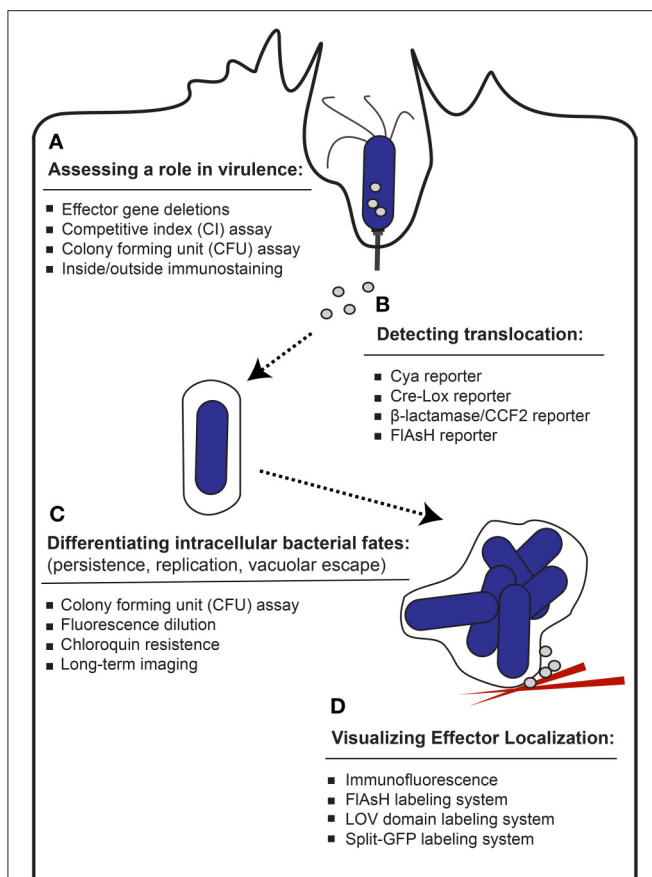 A
Assessing a role in virulence:
■ Effector gene deletions
■ Competitive index (CI) assay
■ Colony forming unit (CFU) assay
■ Inside/outside immunostaining
B
Detecting translocation:
■ Cya reporter
■ Cre-Lox reporter
■ β-lactamase/CCF2 reporter
■ FlAsH reporter
C
Differentiating intracellular bacterial fates:
(persistence, replication, vacuolar escape)
■ Colony forming unit (CFU) assay
■ Fluorescence dilution
■ Chloroquin resistence
■ Long-term imaging
D
Visualizing Effector Localization:
■ Immunofluorescence
■ FlAsH labeling system
■ LOV domain labeling system
■ Split-GFP labeling system